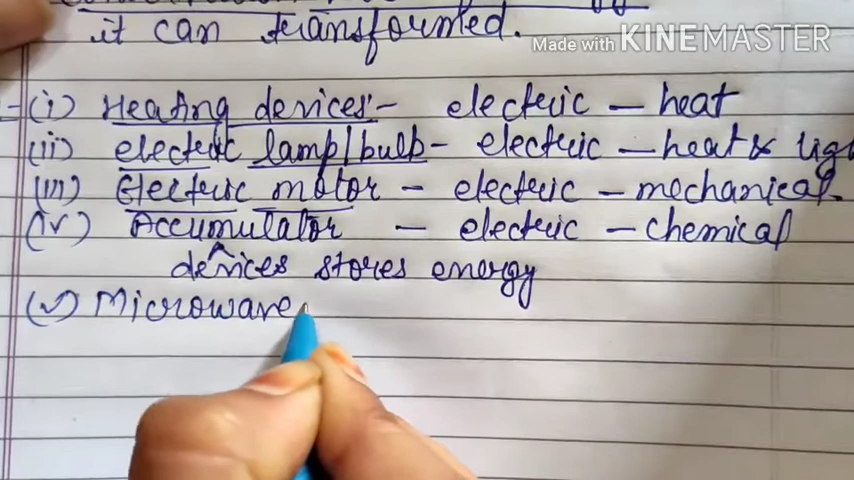 it can transformed.
Made with KINEMASTER
(i) Heating devices - electric - heat
(ii) electric lamp/bulb - electric - heat & ligh
(iii) Electric motor - electric - mechanical
(iv) Accumulator - electric - chemical
devices stores energy
(v) Microwave